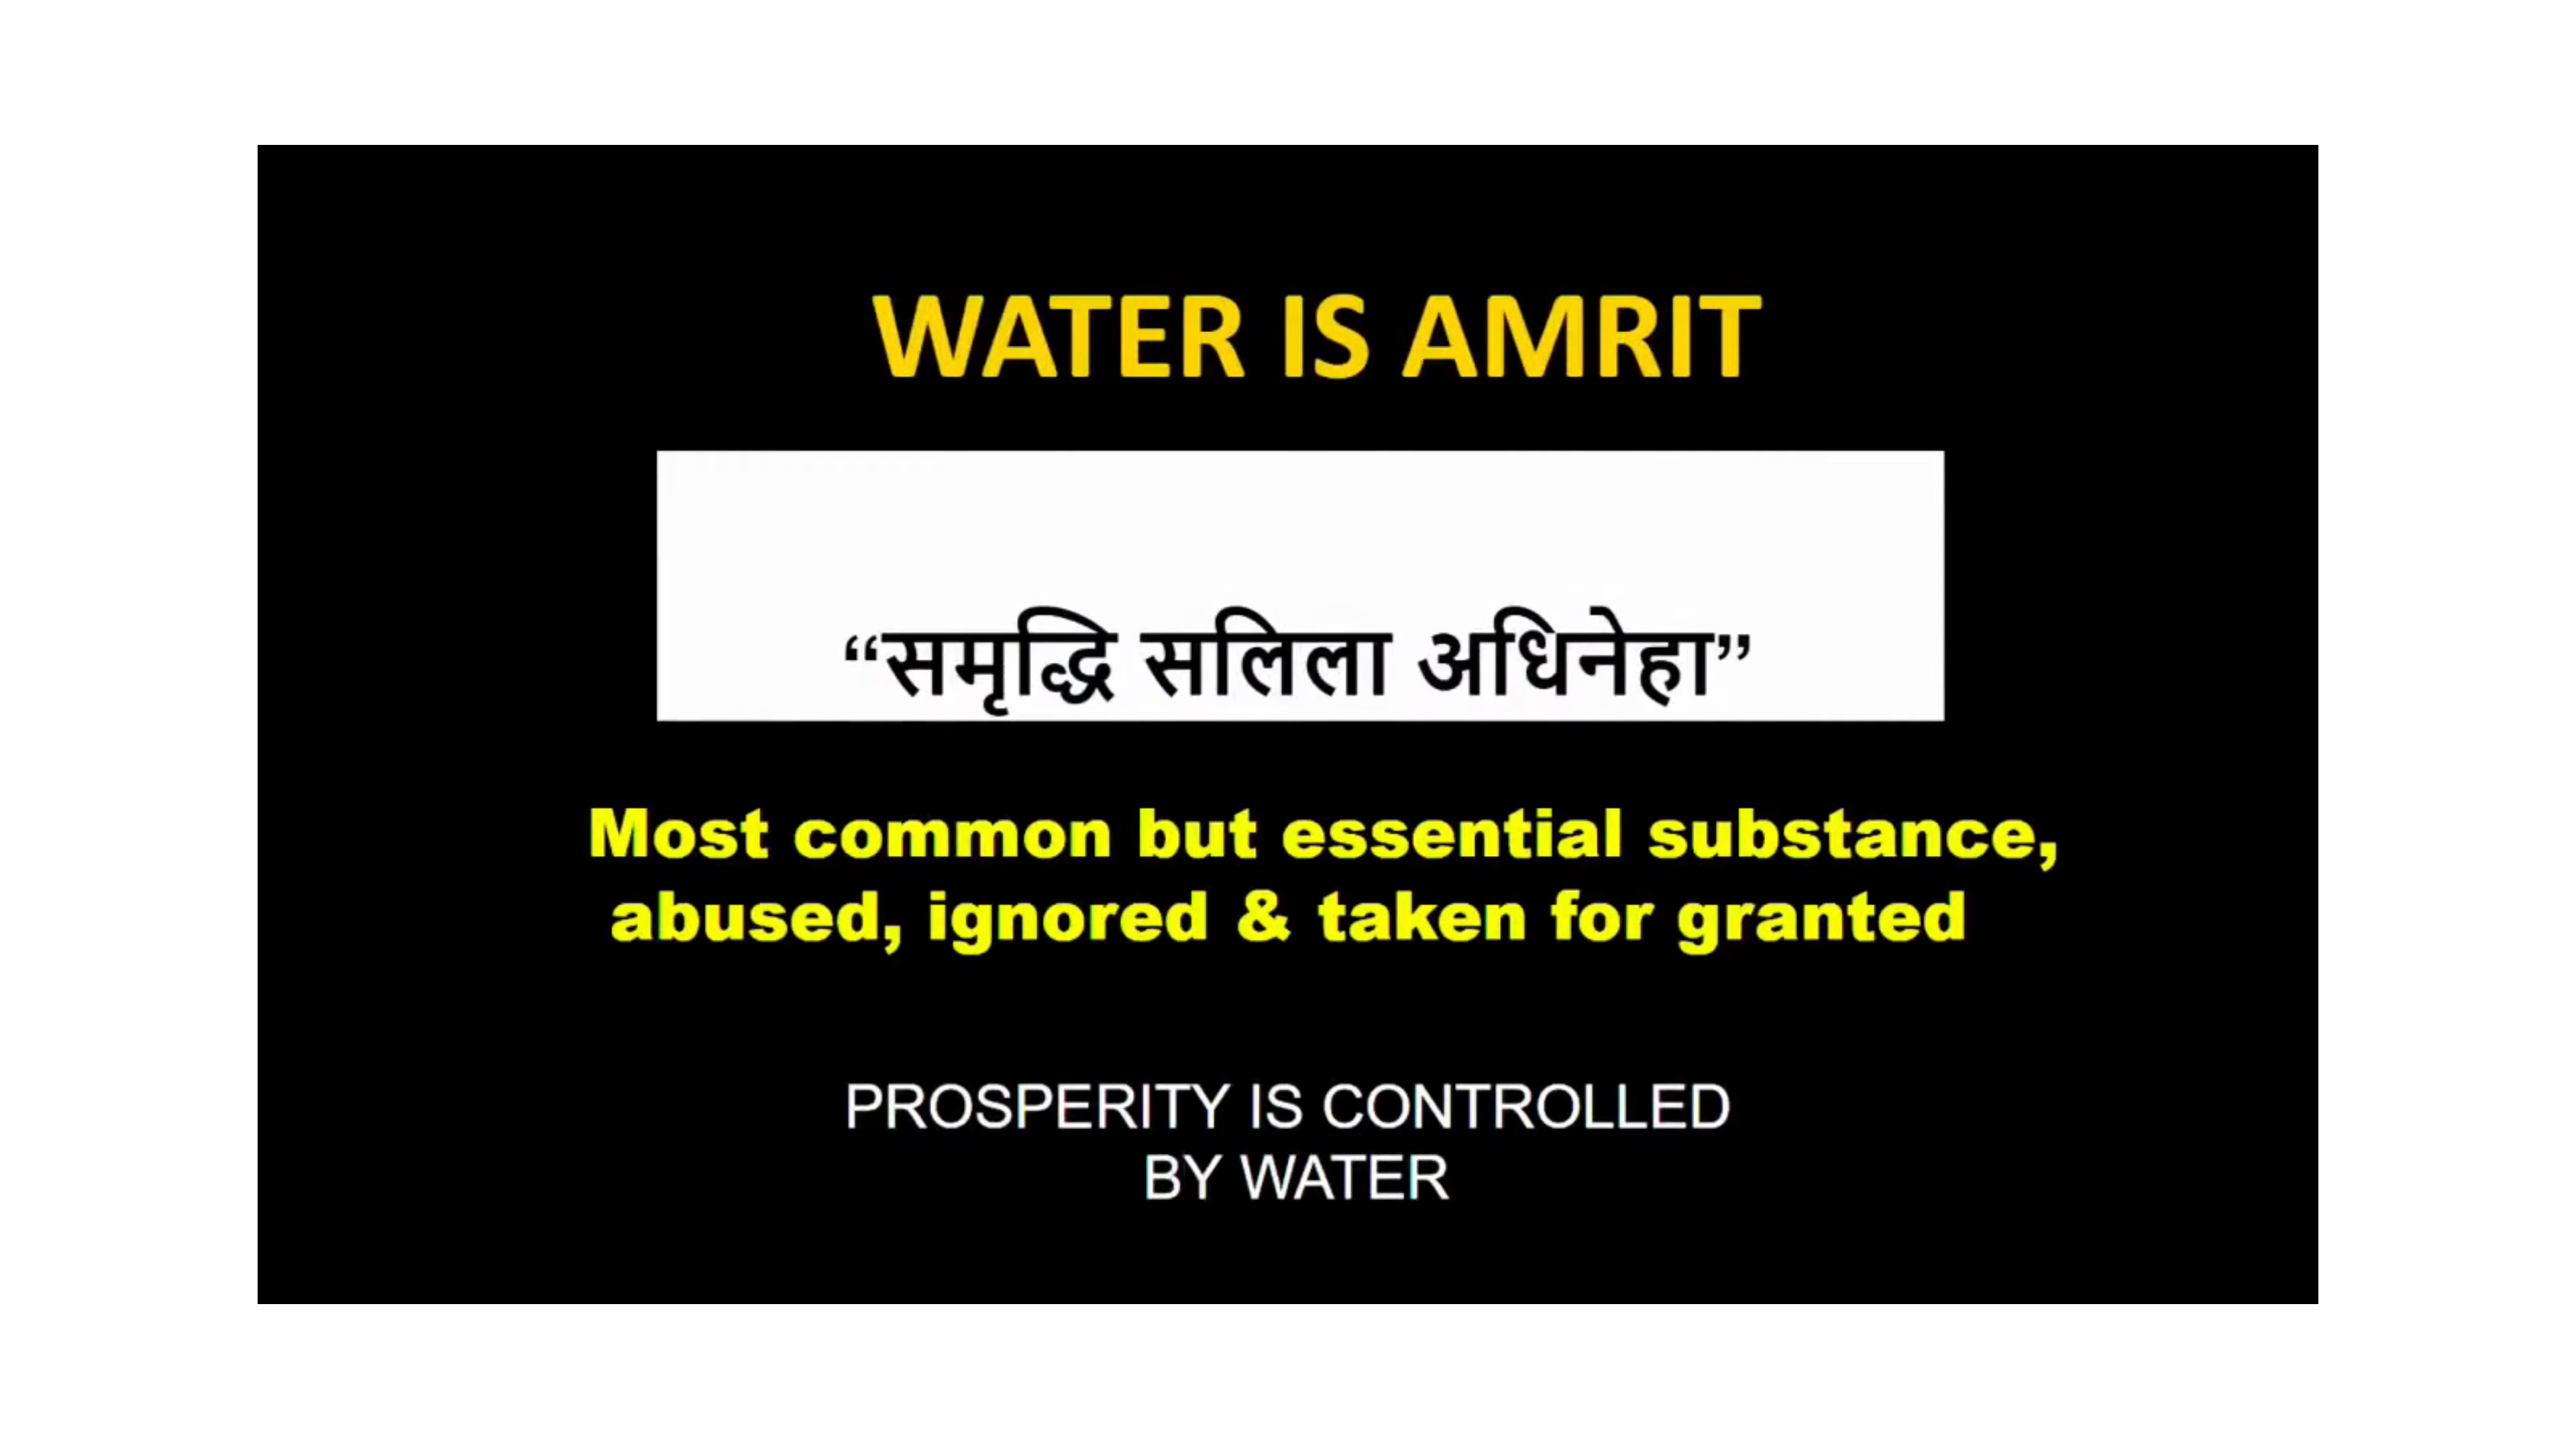 WATER IS AMRIT
“समृद्धि सलिला अधिनेहा”
Most common but essential substance,
abused, ignored & taken for granted
PROSPERITY IS CONTROLLED
BY WATER